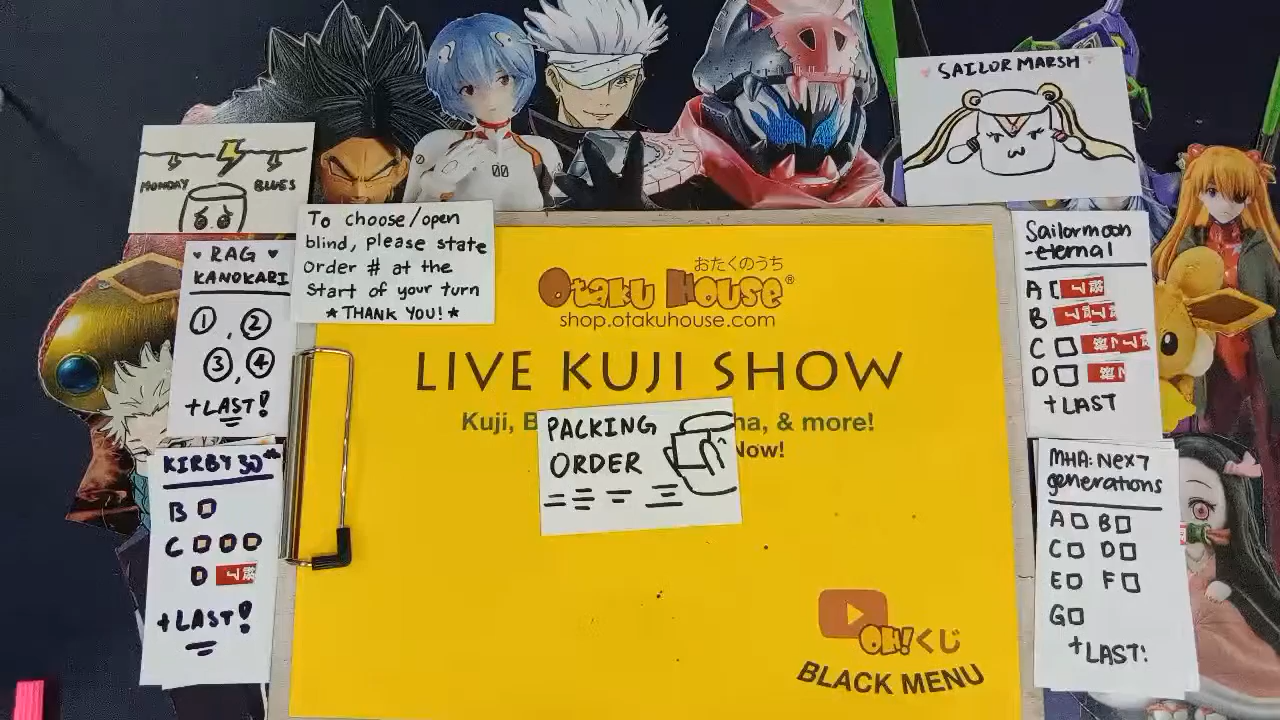 MONDAY BLUES
RAG
KANOKARI
1, 2
3, 4
+LAST!
KIRBY 30th
B
C
D
+LAST!
To choose/open
blind, please state
order # at the
start of your turn
★THANK YOU!★
00
おたくのうち
OTAKU HOUSE®
shop.otakuhouse.com
LIVE KUJI SHOW
Kuji, & more!
Now!
PACKING
ORDER
OH!くじ
BLACK MENU
SAILOR MARSH
Sailormoon
-eternal
A
B
C
D
+LAST
MHA: Next
generations
A B
C D
E F
G
+LAST!